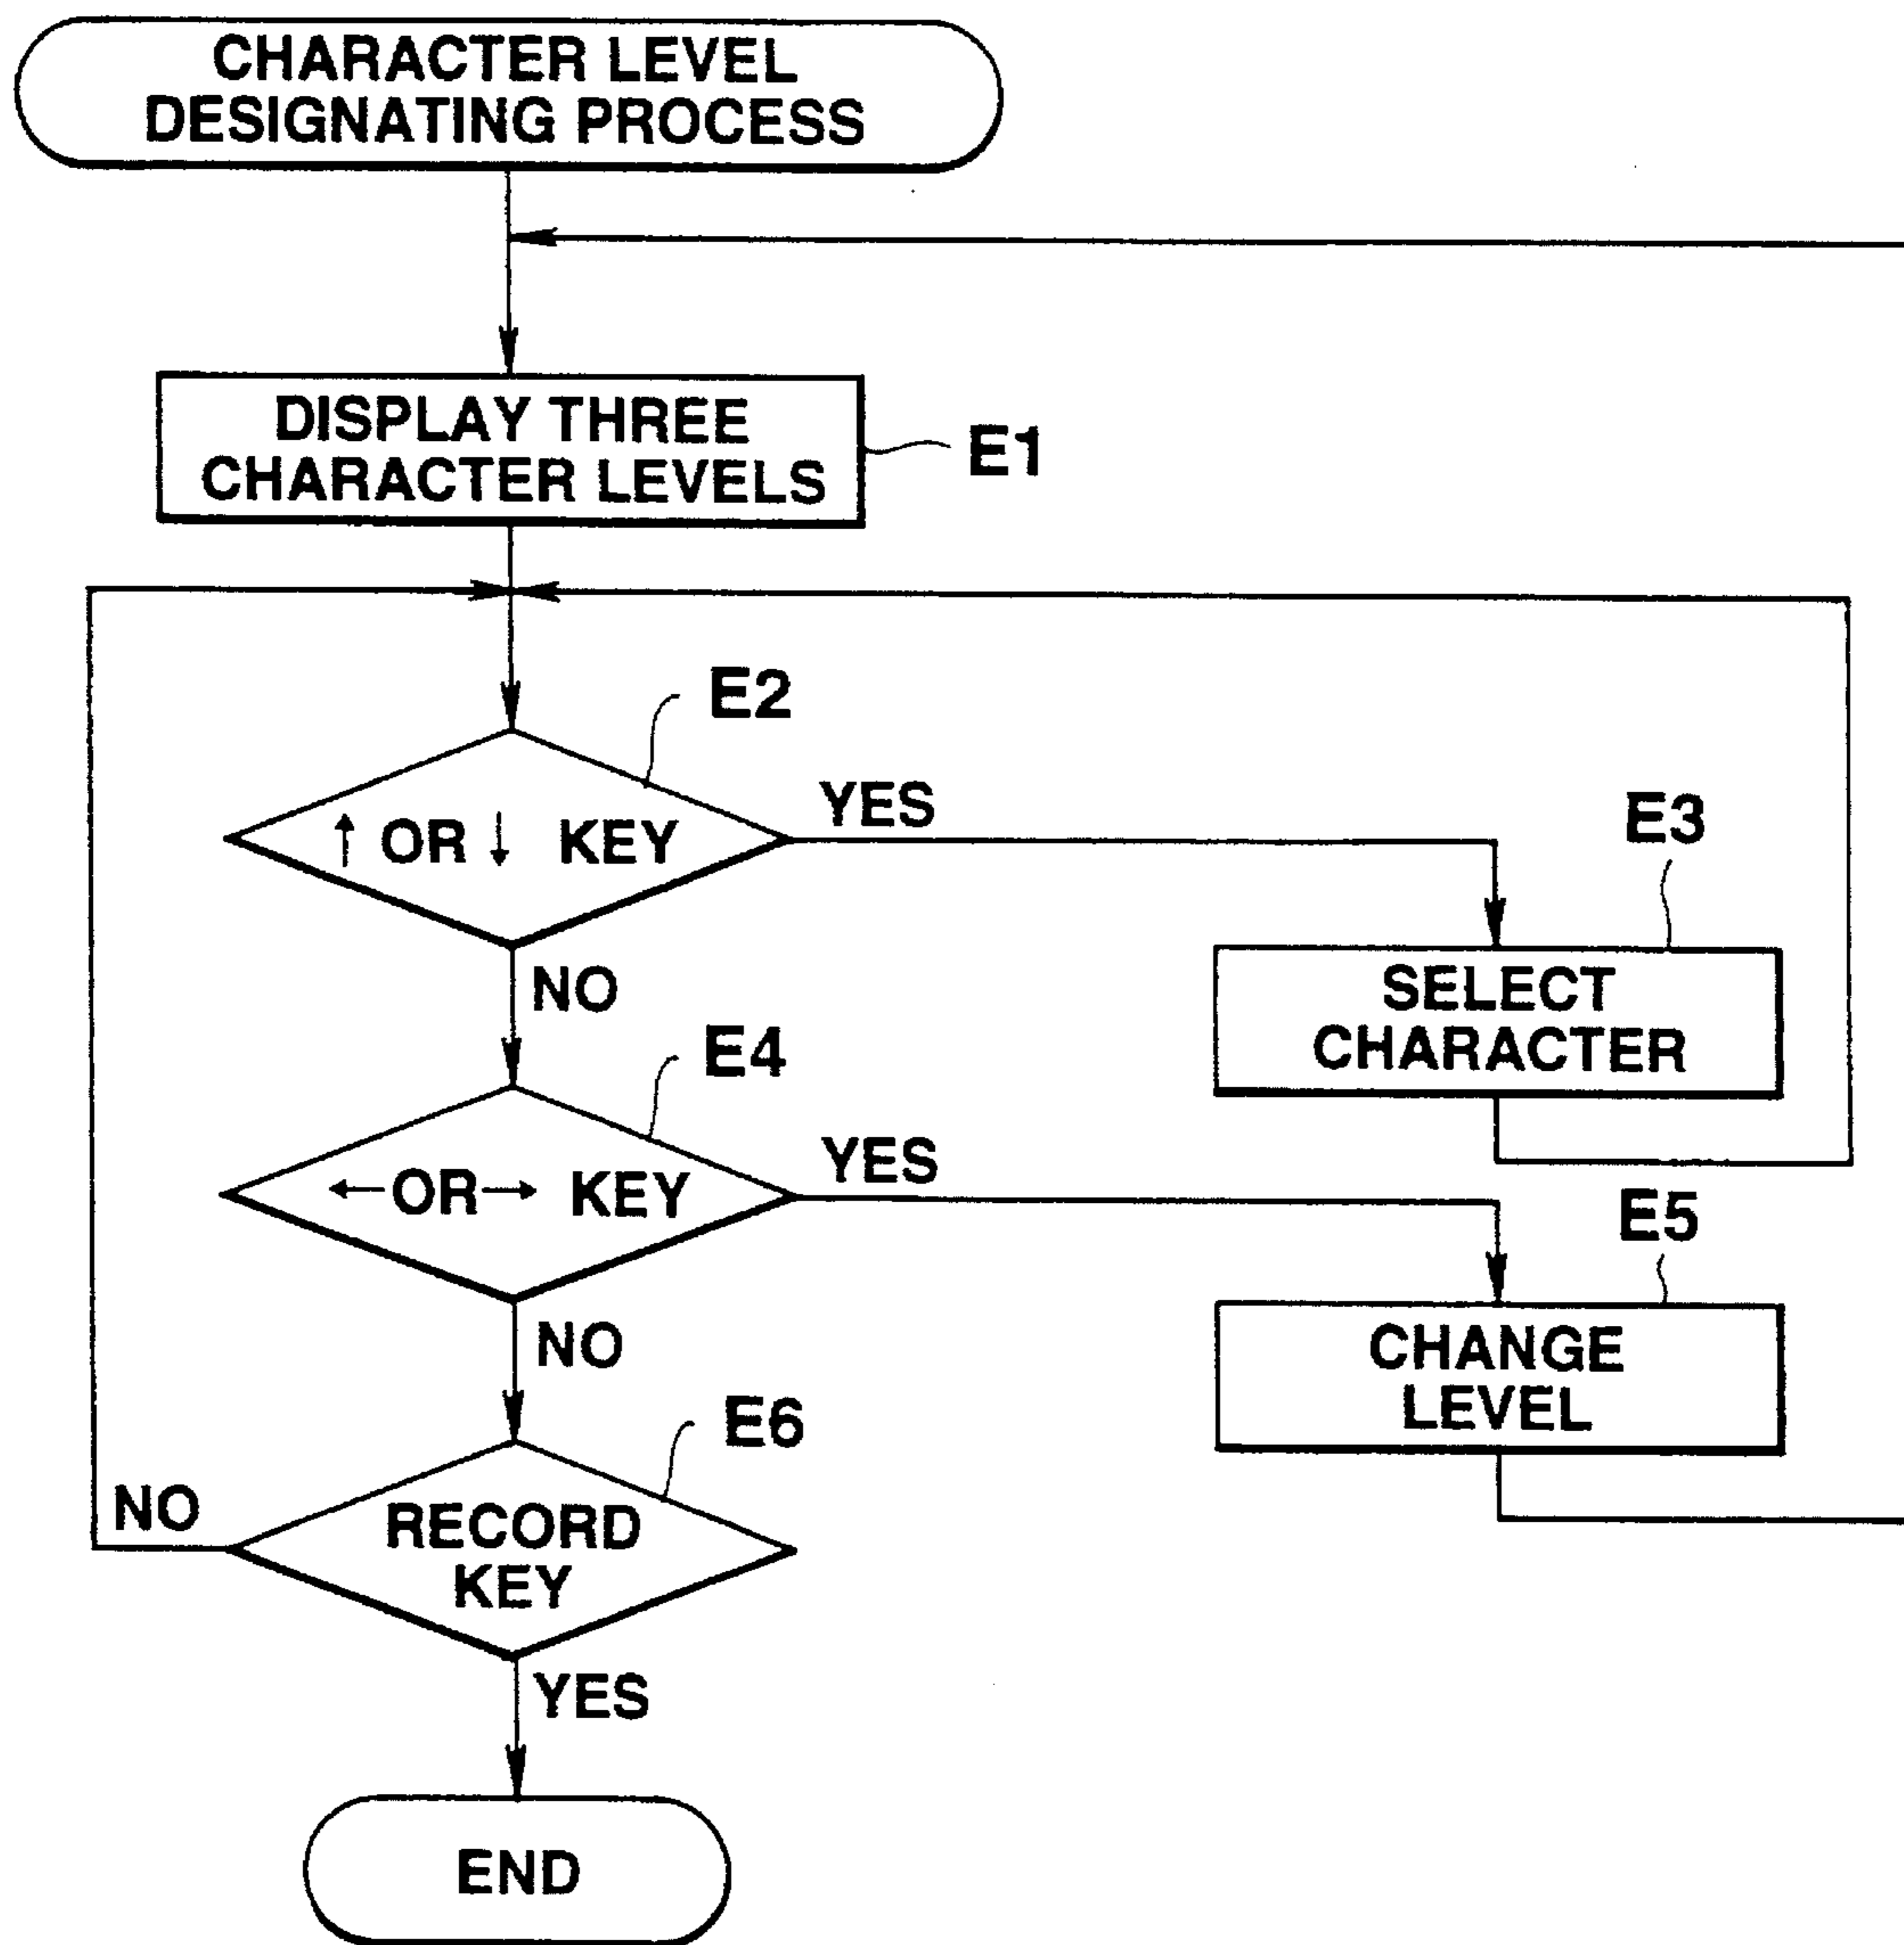 CHARACTER LEVEL
DESIGNATING PROCESS
DISPLAY THREE
CHARACTER LEVELS
E1
E2
↑ OR ↓ KEY
YES
E3
SELECT
CHARACTER
NO
E4
← OR → KEY
YES
E5
CHANGE
LEVEL
NO
E6
RECORD
KEY
NO
YES
END